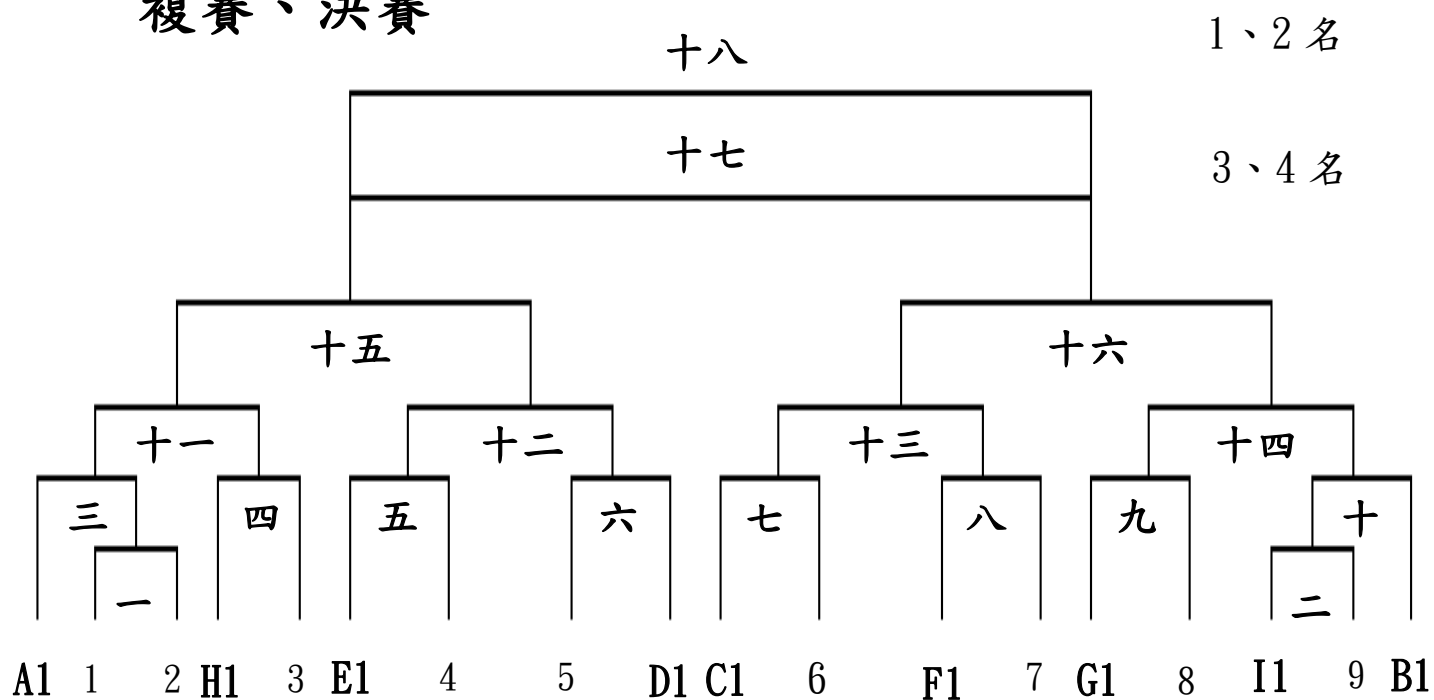 複賽、決賽
1、2名
十八
十七
3、4名
十五 十六
十一 十二 十三 十四
三 四 五 六 七 八 九 十
一 二
A1 1 2 H1 3 E1 4 5 D1 C1 6 F1 7 G1 8 I1 9 B1